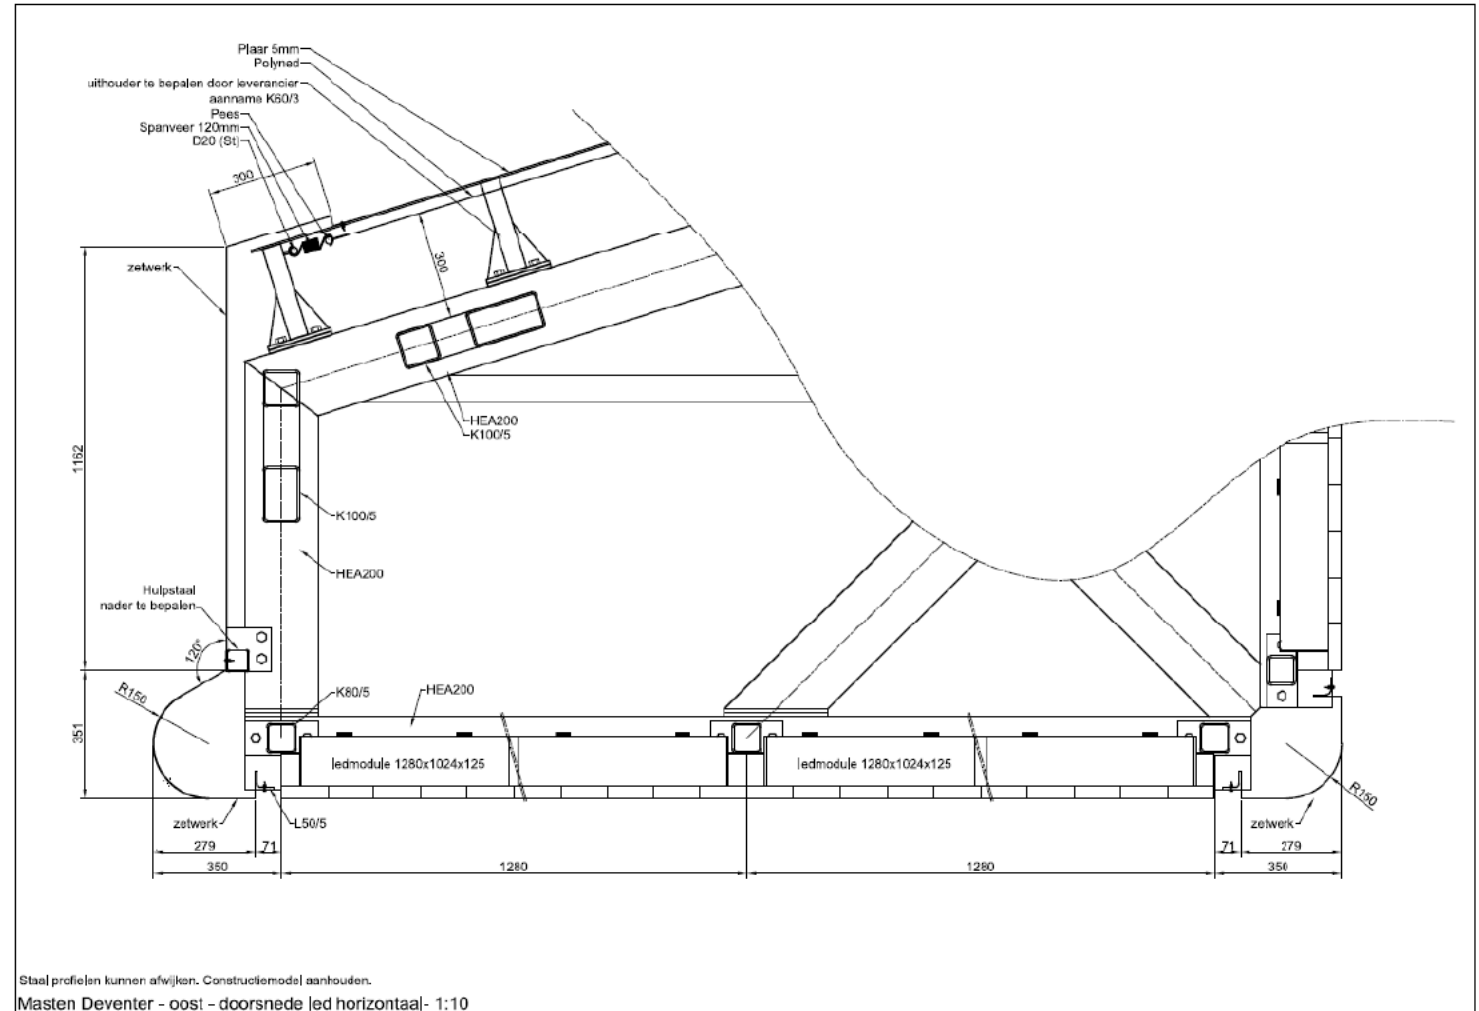 Plaar 5mm
Polyned
uithouder te bepalen door leverancier
aanname K60/3
Pees
Spanveer 120mm
D20 (St)
300
zetwerk
300
HEA200
K100/5
1162
K100/5
HEA200
Hulpstaal
nader te bepalen
120°
R150
K80/5
HEA200
351
ledmodule 1280x1024x125
ledmodule 1280x1024x125
R150
zetwerk
L50/5
zetwerk
279
71
71
279
350
1280
1280
350
Staal profielen kunnen afwijken. Constructiemodel aanhouden.
Masten Deventer - oost - doorsnede led horizontaal- 1:10